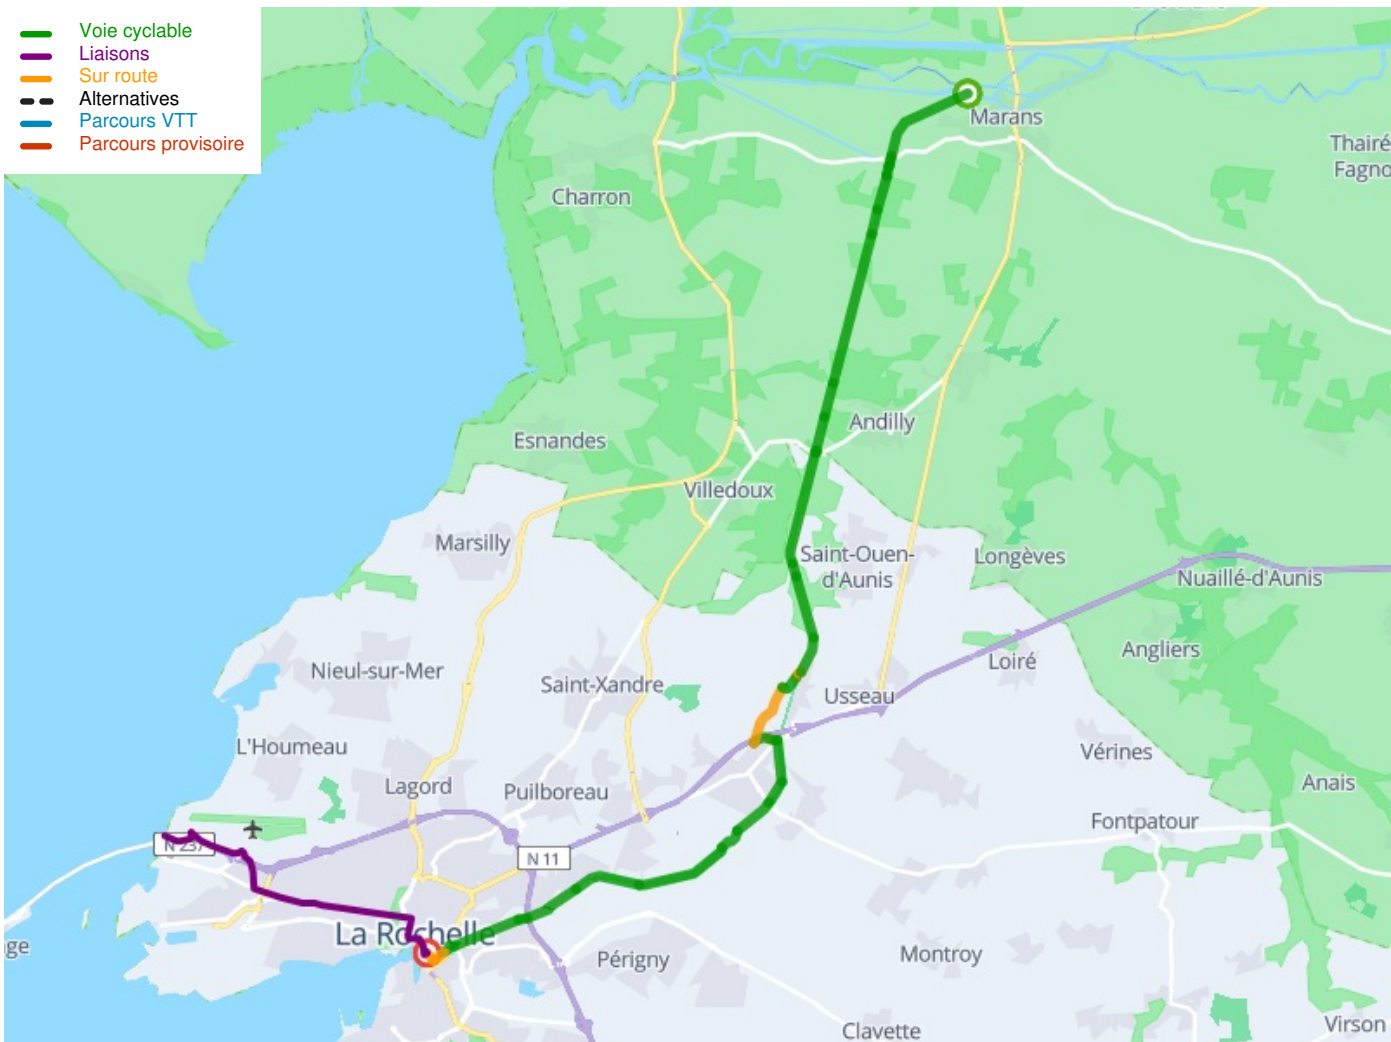 Voie cyclable
Liaisons
Sur route
Alternatives
Parcours VTT
Parcours provisoire
Marans
Thairé
Fagno
Charron
Andilly
Esnandes
Villedoux
Marsilly
Saint-Ouen-
d'Aunis
Longèves
Nuaillé-d'Aunis
Angliers
Loiré
Nieul-sur-Mer
Saint-Xandre
Usseau
L'Houmeau
Vérines
Lagord
Puilboreau
Anais
Fontpatour
N 237
N 11
La Rochelle
ge
Périgny
Montroy
Clavette
Virson